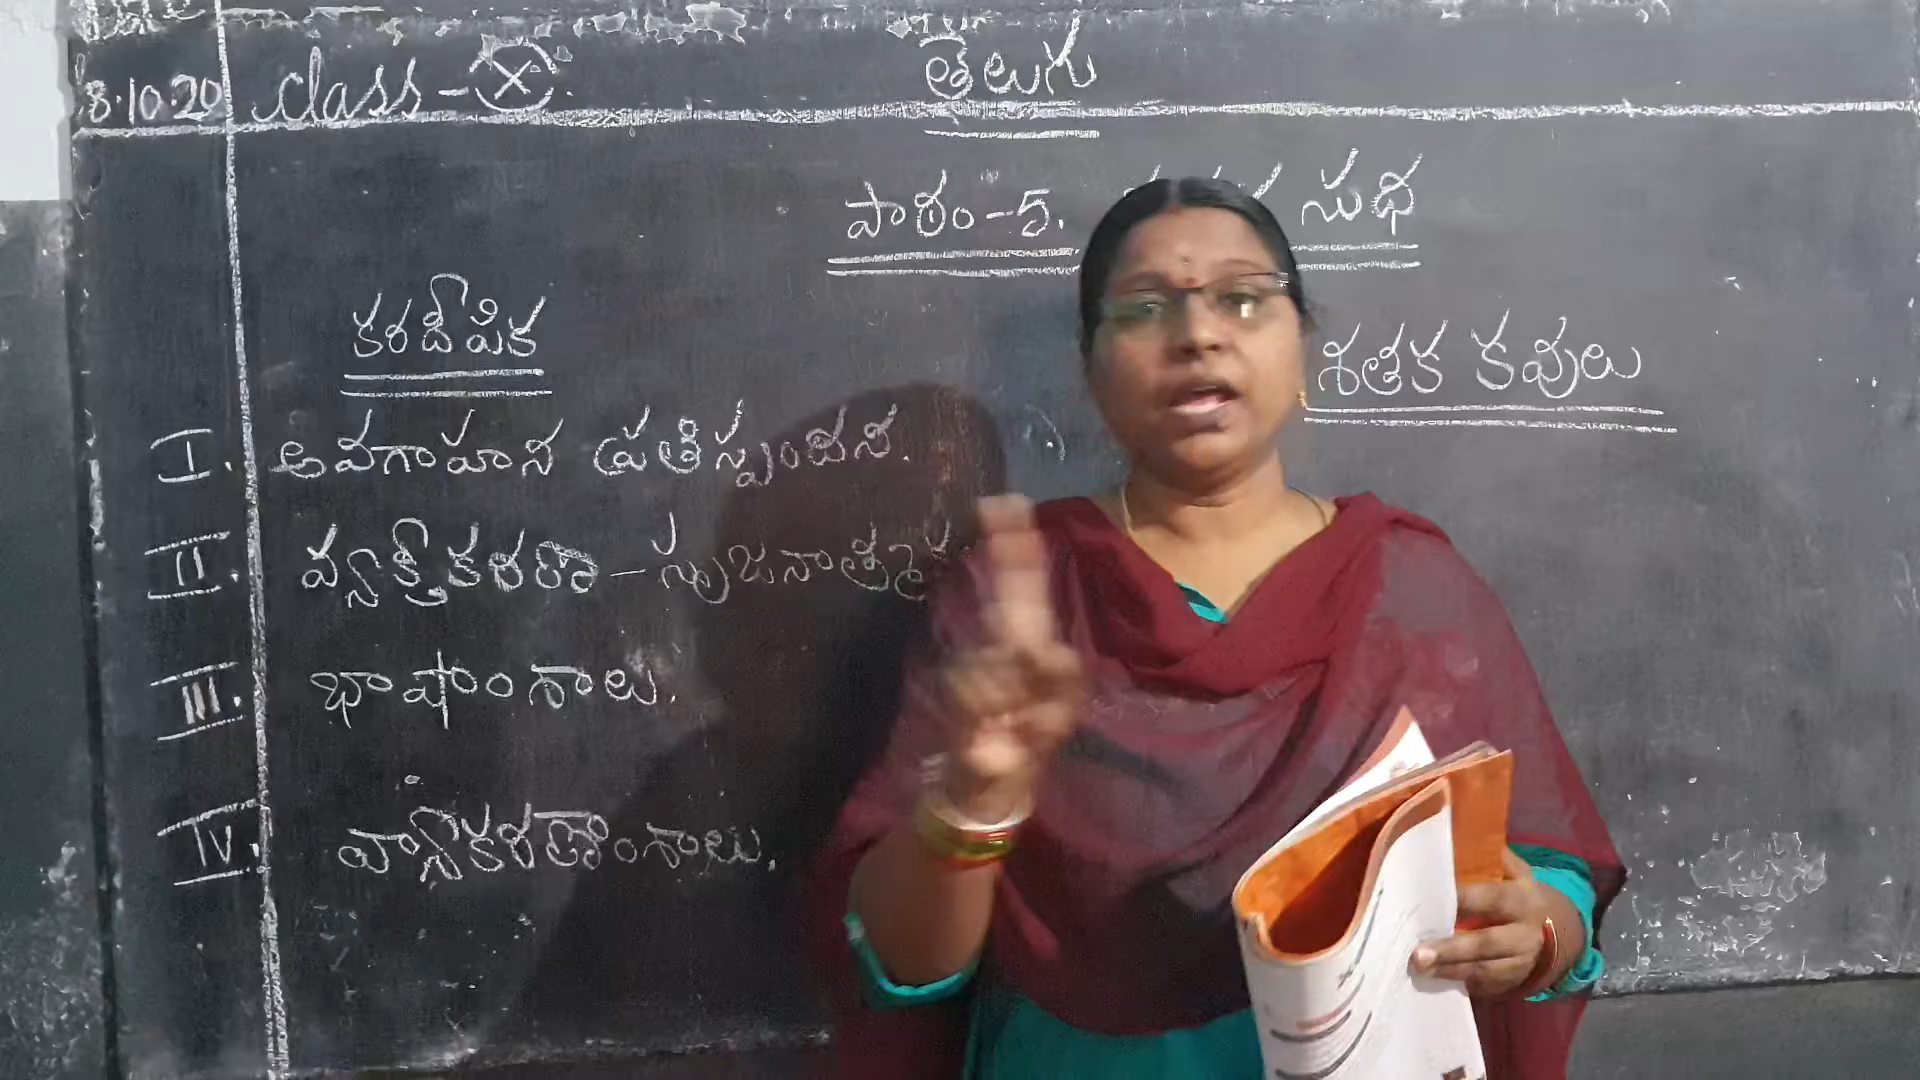 8.10.20 class - X. తెలుగు
పాఠం - 5. సుధ
కరదీపిక
శతక కవులు
I. అవగాహన ప్రతిస్పందన.
II. వ్యక్తీకరణ - సృజనాత్మక
III. భాషాంశాలు.
IV. వ్యాకరణాంశాలు.